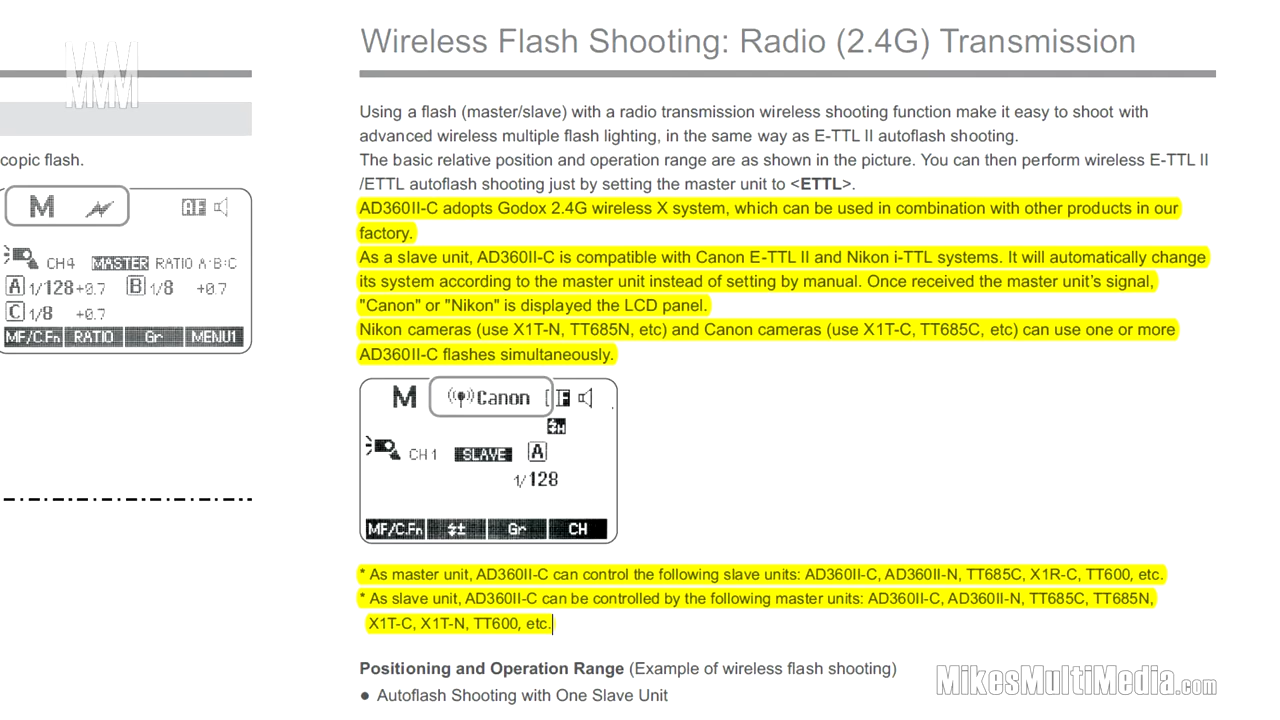 Wireless Flash Shooting: Radio (2.4G) Transmission
Using a flash (master/slave) with a radio transmission wireless shooting function make it easy to shoot with
advanced wireless multiple flash lighting, in the same way as E-TTL II autoflash shooting.
The basic relative position and operation range are as shown in the picture. You can then perform wireless E-TTL II
/ETTL autoflash shooting just by setting the master unit to <ETTL>.
AD360II-C adopts Godox 2.4G wireless X system, which can be used in combination with other products in our
factory.
As a slave unit, AD360II-C is compatible with Canon E-TTL II and Nikon i-TTL systems. It will automatically change
its system according to the master unit instead of setting by manual. Once received the master unit's signal,
"Canon" or "Nikon" is displayed the LCD panel.
Nikon cameras (use X1T-N, TT685N, etc) and Canon cameras (use X1T-C, TT685C, etc) can use one or more
AD360II-C flashes simultaneously.
copic flash.
M AF
CH4 MASTER RATIO A:B:C
A 1/128+0.7 B 1/8 +0.7
C 1/8 +0.7
MF/C.Fn RATIO Gr MENU1
M Canon F
H
CH1 SLAVE A
1/128
MF/C.Fn ± Gr CH
* As master unit, AD360II-C can control the following slave units: AD360II-C, AD360II-N, TT685C, X1R-C, TT600, etc.
* As slave unit, AD360II-C can be controlled by the following master units: AD360II-C, AD360II-N, TT685C, TT685N,
X1T-C, X1T-N, TT600, etc.
Positioning and Operation Range (Example of wireless flash shooting)
● Autoflash Shooting with One Slave Unit
MikesMultiMedia.com